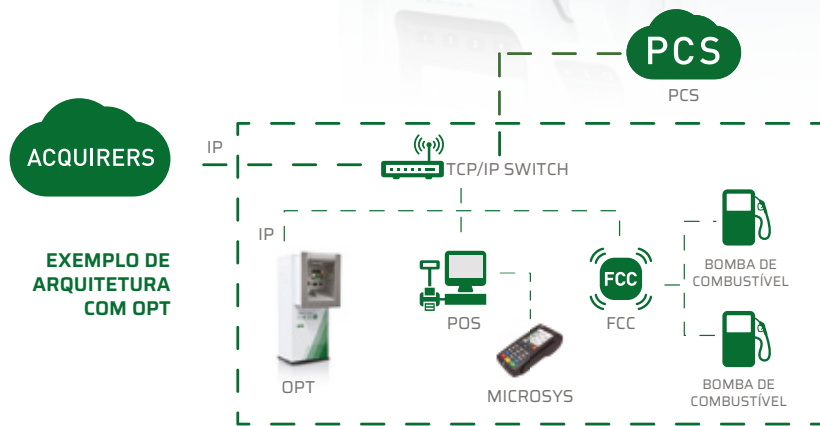 PCS
PCS
ACQUIRERS
IP
TCP/IP SWITCH
IP
EXEMPLO DE
ARQUITETURA
COM OPT
FCC
OPT
POS
MICROSYS
FCC
BOMBA DE
COMBUSTÍVEL
BOMBA DE
COMBUSTÍVEL